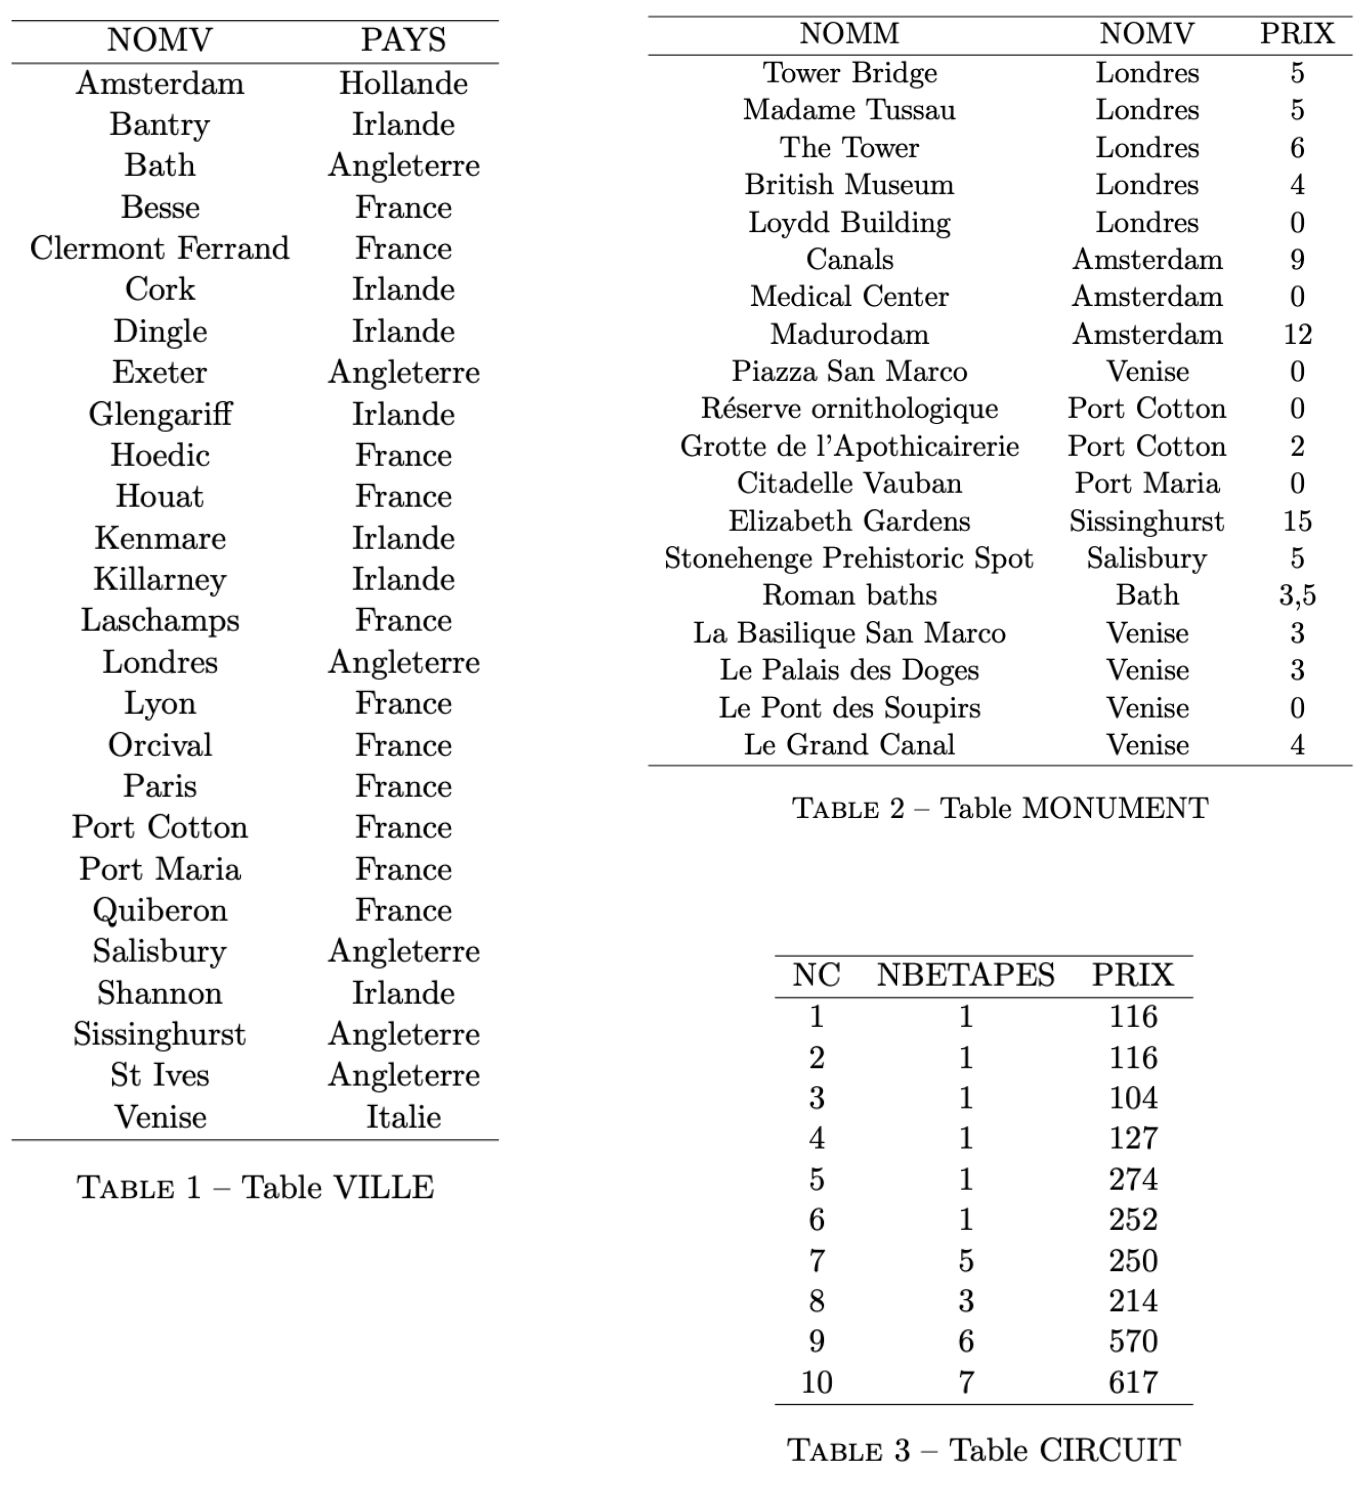 NOMV PAYS
Amsterdam Hollande
Bantry Irlande
Bath Angleterre
Besse France
Clermont Ferrand France
Cork Irlande
Dingle Irlande
Exeter Angleterre
Glengariff Irlande
Hoedic France
Houat France
Kenmare Irlande
Killarney Irlande
Laschamps France
Londres Angleterre
Lyon France
Orcival France
Paris France
Port Cotton France
Port Maria France
Quiberon France
Salisbury Angleterre
Shannon Irlande
Sissinghurst Angleterre
St Ives Angleterre
Venise Italie
TABLE 1 – Table VILLE
NOMM NOMV PRIX
Tower Bridge Londres 5
Madame Tussau Londres 5
The Tower Londres 6
British Museum Londres 4
Loydd Building Londres 0
Canals Amsterdam 9
Medical Center Amsterdam 0
Madurodam Amsterdam 12
Piazza San Marco Venise 0
Réserve ornithologique Port Cotton 0
Grotte de l'Apothicairerie Port Cotton 2
Citadelle Vauban Port Maria 0
Elizabeth Gardens Sissinghurst 15
Stonehenge Prehistoric Spot Salisbury 5
Roman baths Bath 3,5
La Basilique San Marco Venise 3
Le Palais des Doges Venise 3
Le Pont des Soupirs Venise 0
Le Grand Canal Venise 4
TABLE 2 – Table MONUMENT
NC NBETAPES PRIX
1 1 116
2 1 116
3 1 104
4 1 127
5 1 274
6 1 252
7 5 250
8 3 214
9 6 570
10 7 617
TABLE 3 – Table CIRCUIT